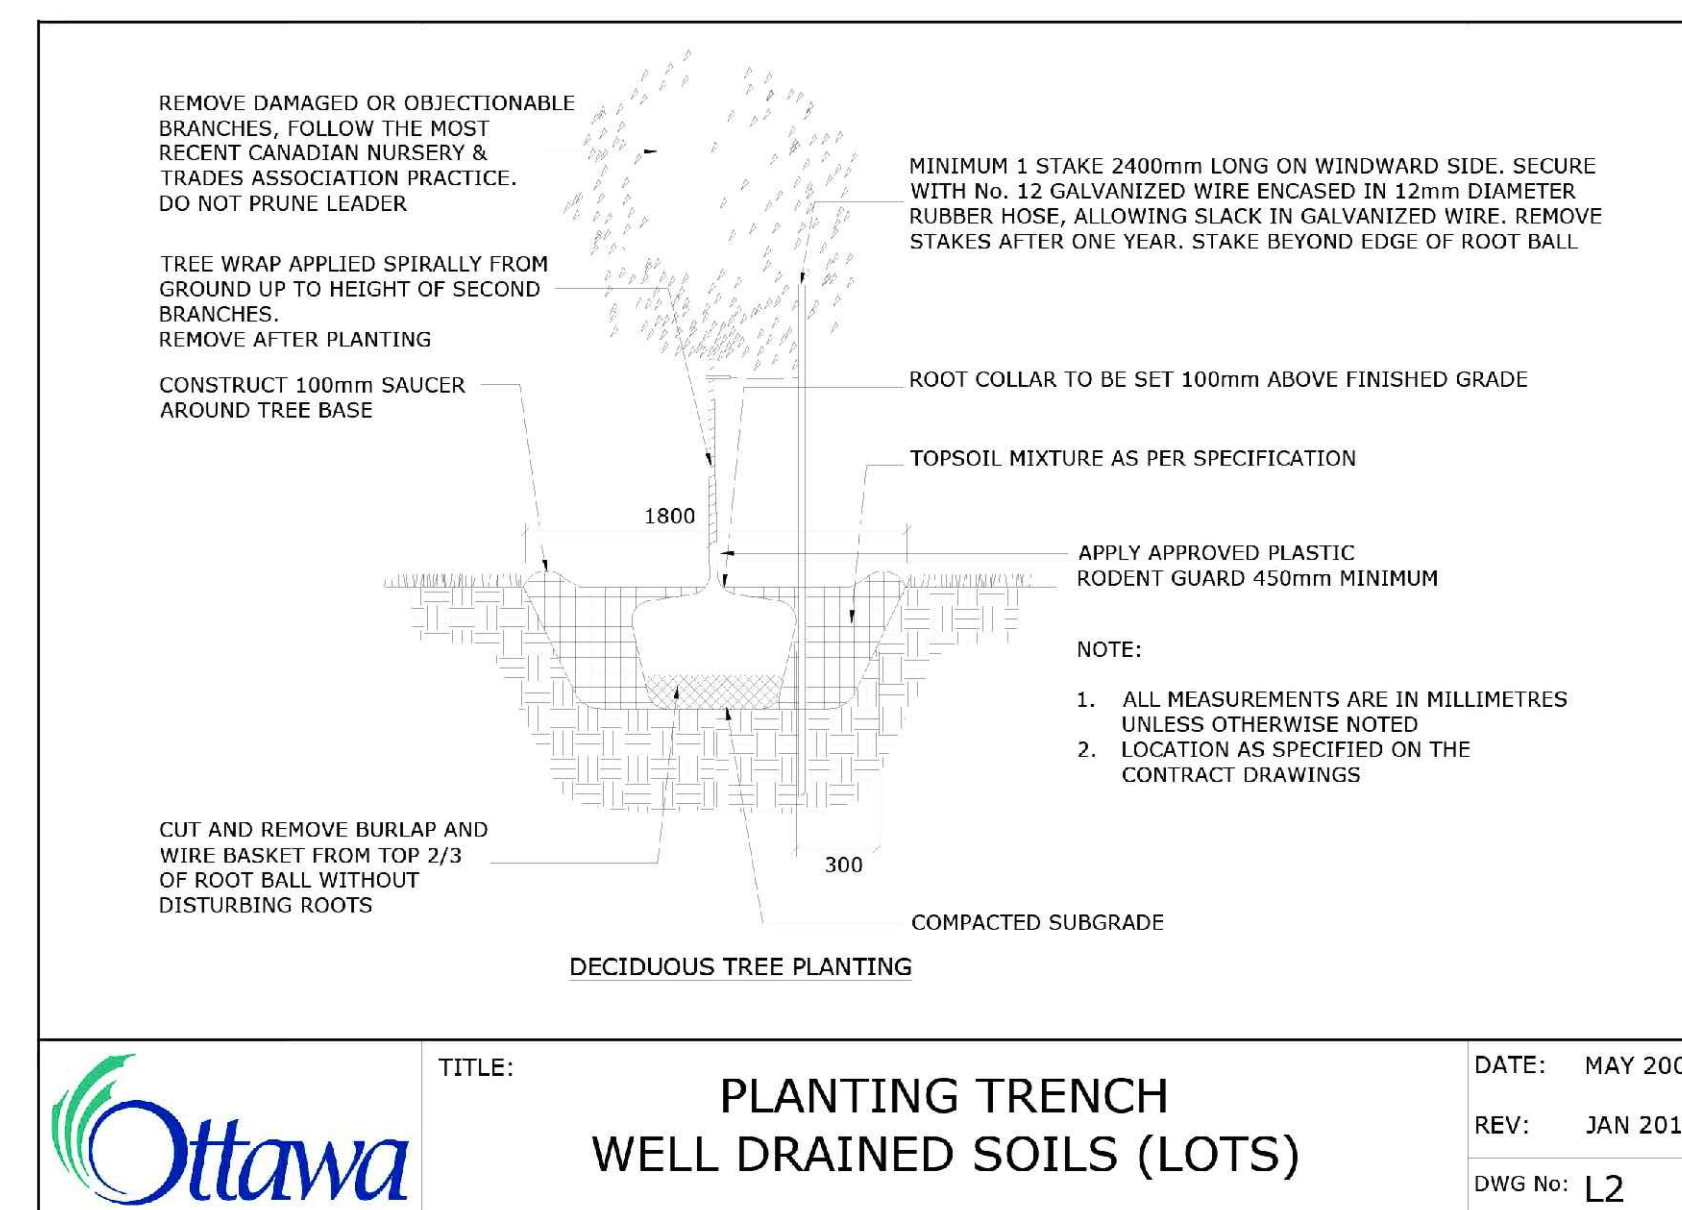 REMOVE DAMAGED OR OBJECTIONABLE
BRANCHES, FOLLOW THE MOST
RECENT CANADIAN NURSERY &
TRADES ASSOCIATION PRACTICE.
DO NOT PRUNE LEADER
TREE WRAP APPLIED SPIRALLY FROM
GROUND UP TO HEIGHT OF SECOND
BRANCHES.
REMOVE AFTER PLANTING
CONSTRUCT 100mm SAUCER
AROUND TREE BASE
MINIMUM 1 STAKE 2400mm LONG ON WINDWARD SIDE. SECURE
WITH No. 12 GALVANIZED WIRE ENCASED IN 12mm DIAMETER
RUBBER HOSE, ALLOWING SLACK IN GALVANIZED WIRE. REMOVE
STAKES AFTER ONE YEAR. STAKE BEYOND EDGE OF ROOT BALL
ROOT COLLAR TO BE SET 100mm ABOVE FINISHED GRADE
TOPSOIL MIXTURE AS PER SPECIFICATION
1800
APPLY APPROVED PLASTIC
RODENT GUARD 450mm MINIMUM
NOTE:
1. ALL MEASUREMENTS ARE IN MILLIMETRES
UNLESS OTHERWISE NOTED
2. LOCATION AS SPECIFIED ON THE
CONTRACT DRAWINGS
CUT AND REMOVE BURLAP AND
WIRE BASKET FROM TOP 2/3
OF ROOT BALL WITHOUT
DISTURBING ROOTS
300
COMPACTED SUBGRADE
DECIDUOUS TREE PLANTING
Ottawa
TITLE:
PLANTING TRENCH
WELL DRAINED SOILS (LOTS)
DATE: MAY 200
REV: JAN 201
DWG No: L2